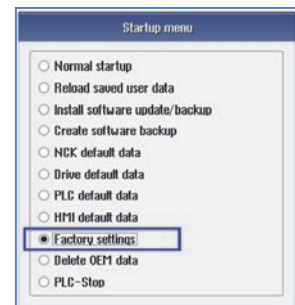 Startup menu
Normal startup
Reload saved user data
Install software update/backup
Create software backup
NCK default data
Drive default data
PLC default data
HMI default data
Factory settings
Delete OEM data
PLC-Stop